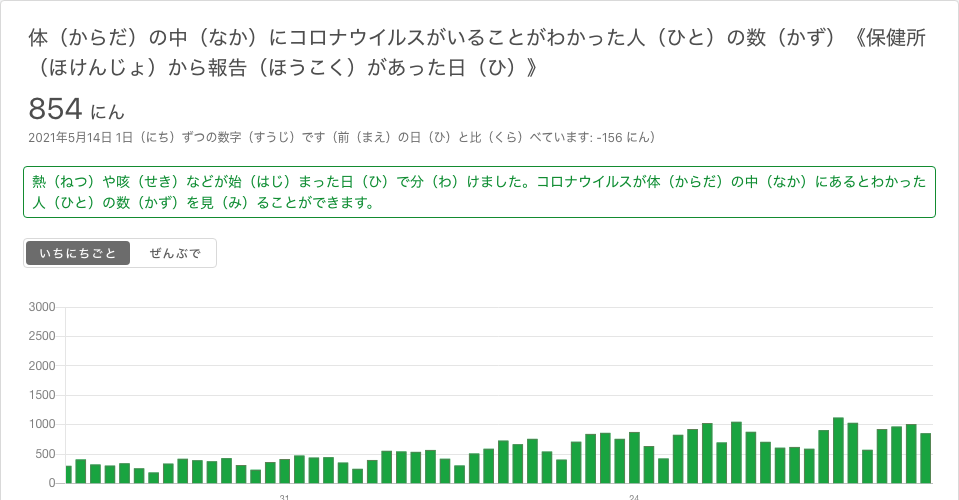 体（からだ）の中（なか）にコロナウイルスがいることがわかった人（ひと）の数（かず）《保健所
（ほけんじょ）から報告（ほうこく）があった日（ひ）》
854 にん
2021年5月14日 1日（にち）ずつの数字（すうじ）です（前（まえ）の日（ひ）と比（くら）べています: -156 にん）
熱（ねつ）や咳（せき）などが始（はじ）まった日（ひ）で分（わ）けました。コロナウイルスが体（からだ）の中（なか）にあるとわかった
人（ひと）の数（かず）を見（み）ることができます。
いちにちごと ぜんぶで
3000
2500
2000
1500
1000
500
0
31 24